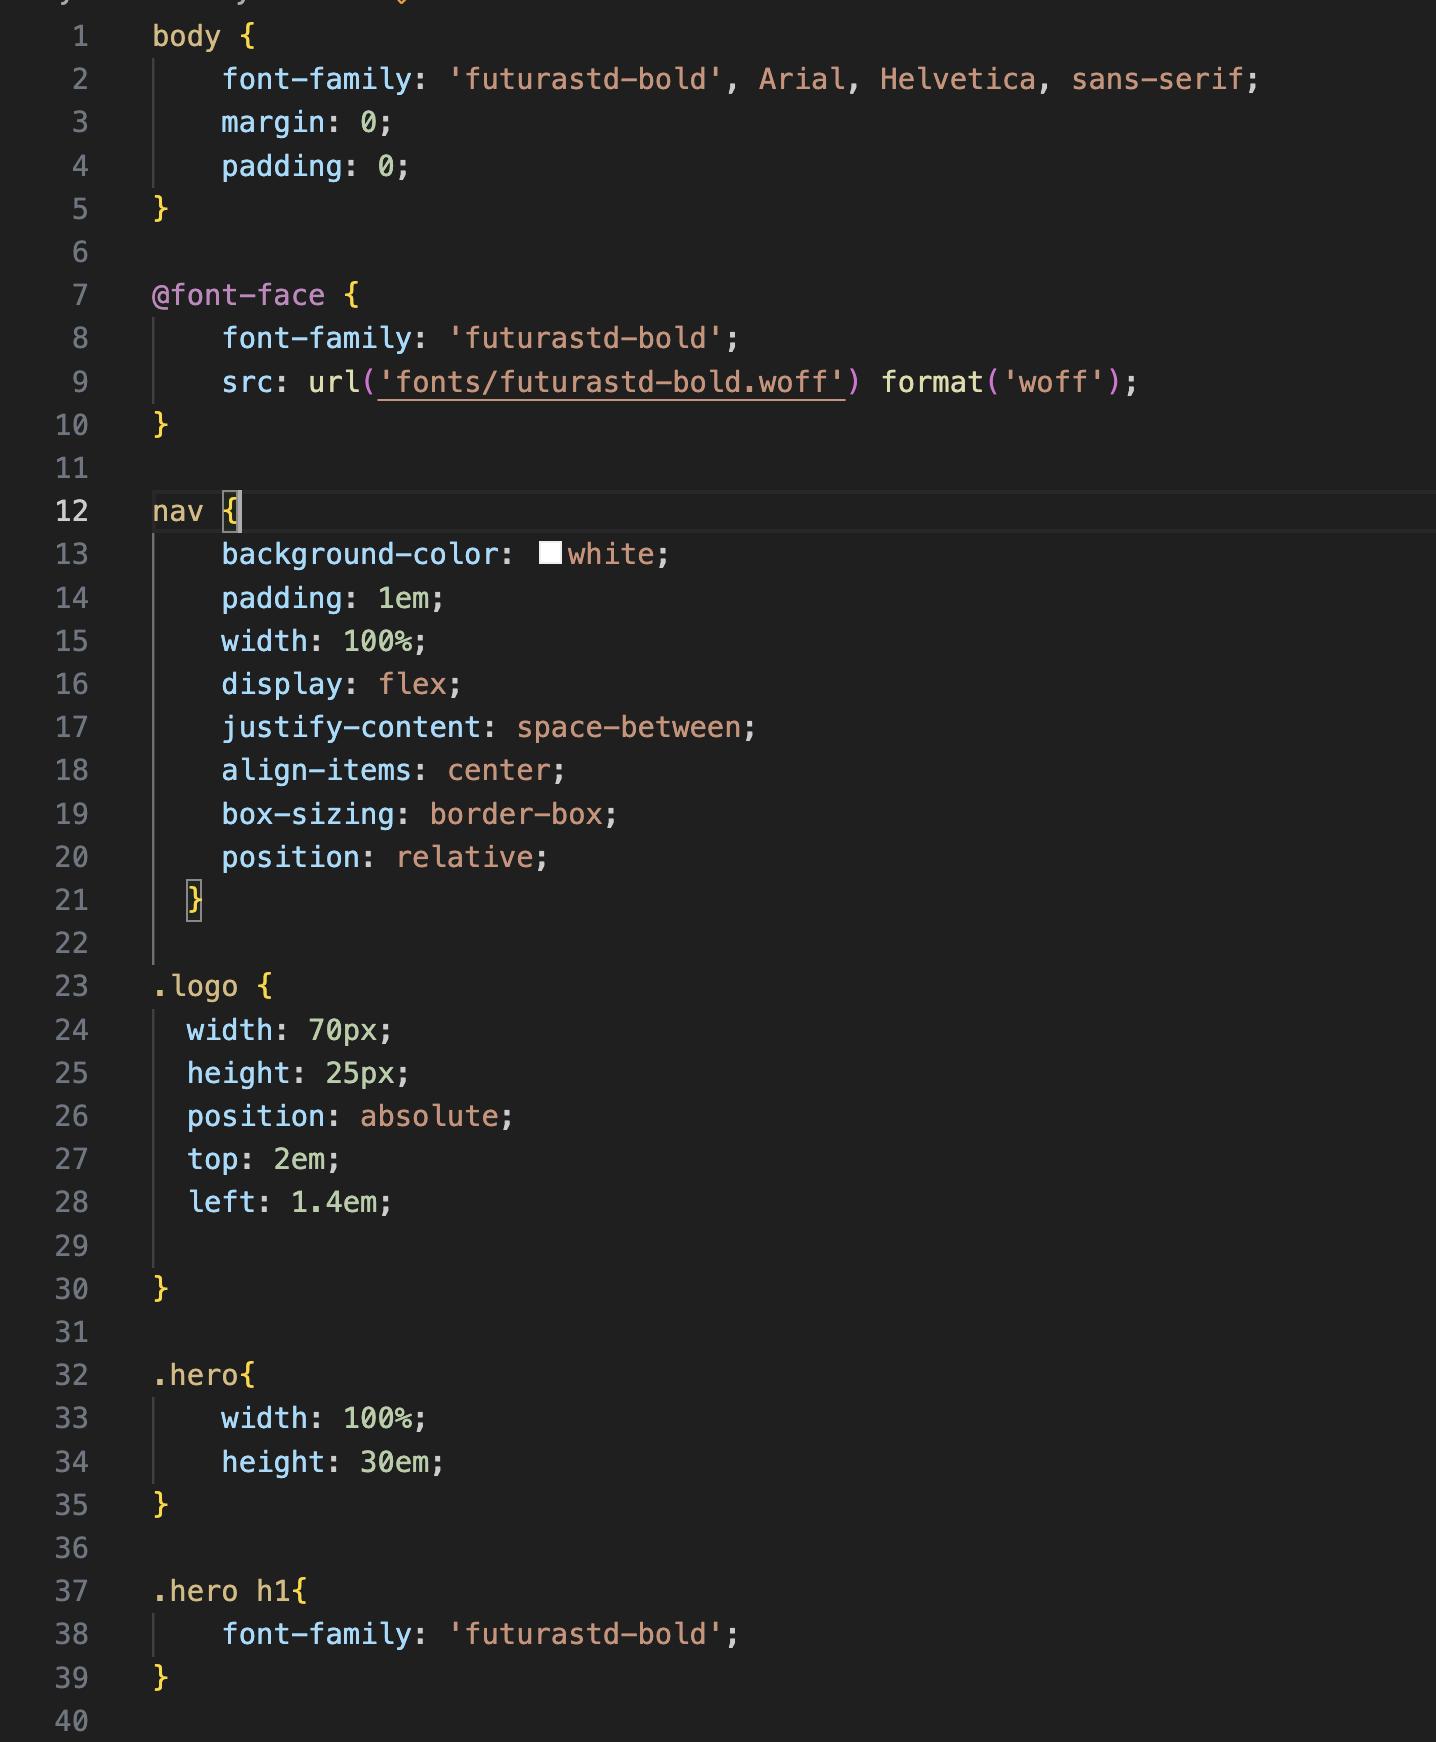 1 body {
2     font-family: 'futurastd-bold', Arial, Helvetica, sans-serif;
3     margin: 0;
4     padding: 0;
5 }
6
7 @font-face {
8     font-family: 'futurastd-bold';
9     src: url('fonts/futurastd-bold.woff') format('woff');
10 }
11
12 nav {
13     background-color: white;
14     padding: 1em;
15     width: 100%;
16     display: flex;
17     justify-content: space-between;
18     align-items: center;
19     box-sizing: border-box;
20     position: relative;
21   }
22
23 .logo {
24   width: 70px;
25   height: 25px;
26   position: absolute;
27   top: 2em;
28   left: 1.4em;
29
30 }
31
32 .hero{
33     width: 100%;
34     height: 30em;
35 }
36
37 .hero h1{
38     font-family: 'futurastd-bold';
39 }
40